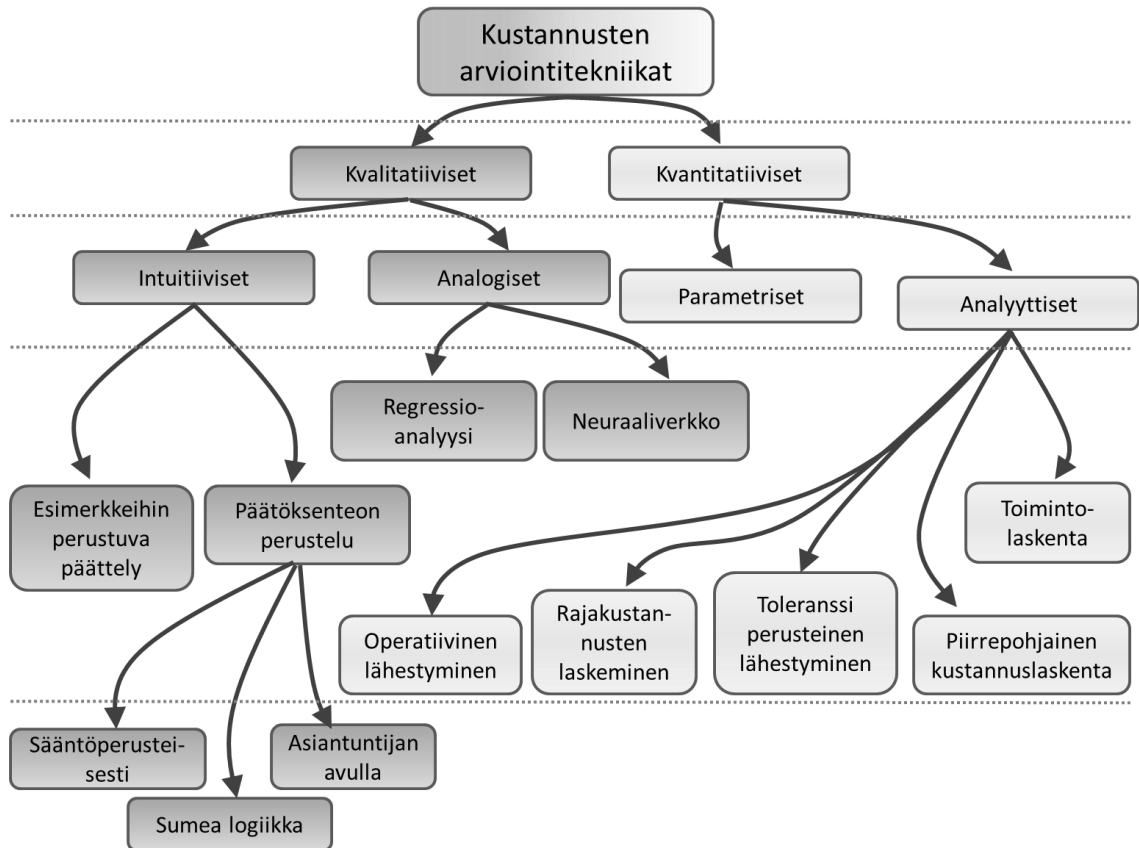 Kustannusten
arviointitekniikat
Kvalitatiiviset
Kvantitatiiviset
Intuitiiviset
Analogiset
Parametriset
Analyyttiset
Regressio-
analyysi
Neuraaliverkko
Esimerkkeihin
perustuva
päättely
Päätöksenteon
perustelu
Toiminto-
laskenta
Operatiivinen
lähestyminen
Rajakustan-
nusten
laskeminen
Toleranssi
perusteinen
lähestyminen
Piirrepohjainen
kustannuslaskenta
Sääntöperustei-
sesti
Asiantuntijan
avulla
Sumea logiikka